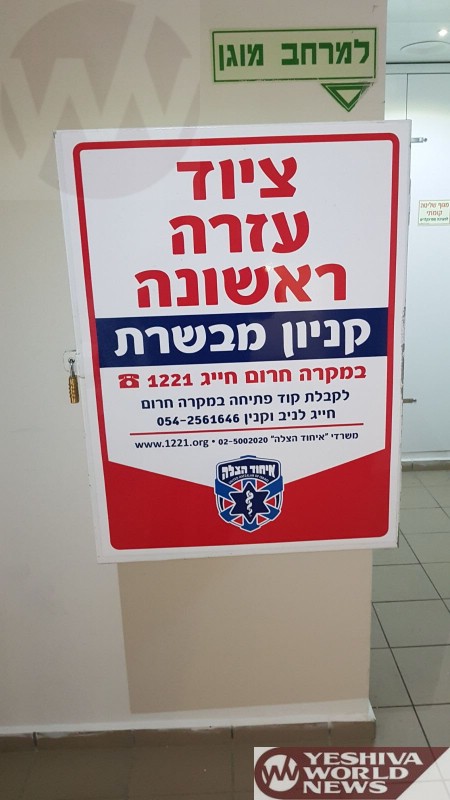 למרחב מוגן
ציוד
עזרה
ראשונה
קניון מבשרת
במקרה חרום חייג 1221 ☎
לקבלת קוד פתיחה במקרה חרום
חייג לניב וקנין 054-2561646
משרדי "איחוד הצלה" 02-5002020 • www.1221.org
איחוד הצלה
קומתי
YESHIVA
WORLD
NEWS